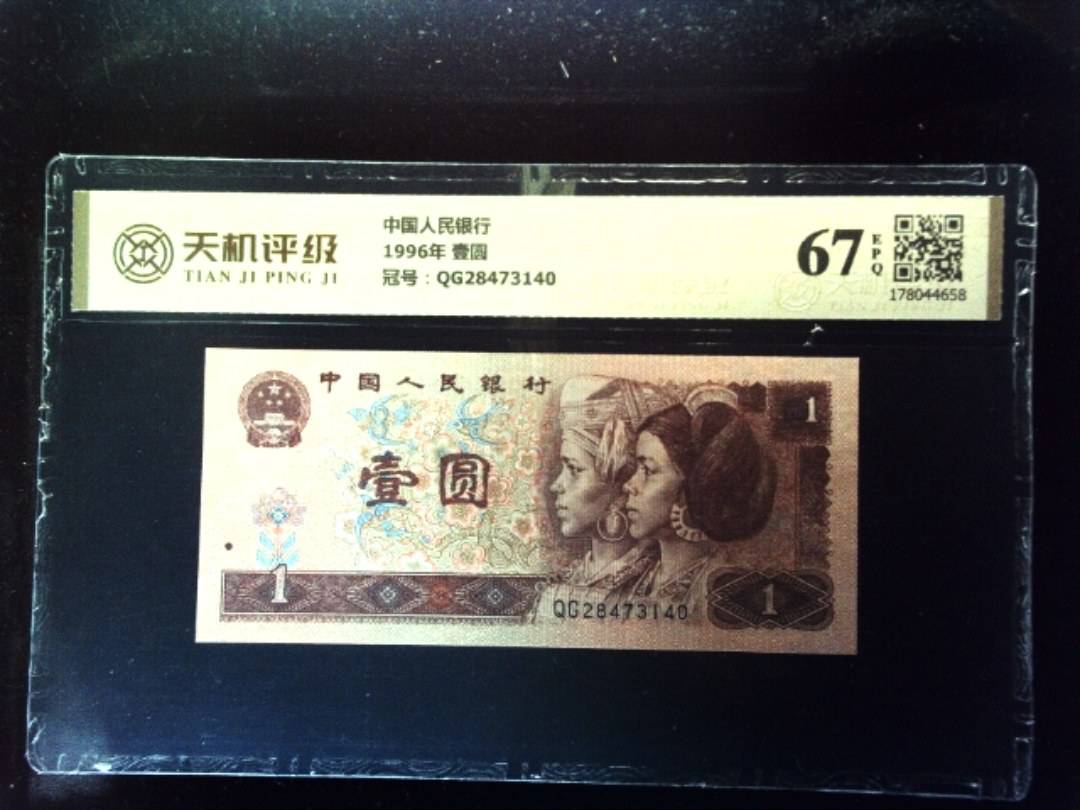 天机评级
TIAN JI PING JI
中国人民银行
1996年 壹圆
冠号：QG28473140
67
EPQ
178044658
中国人民銀行
1
壹圆
1
QG28473140
1